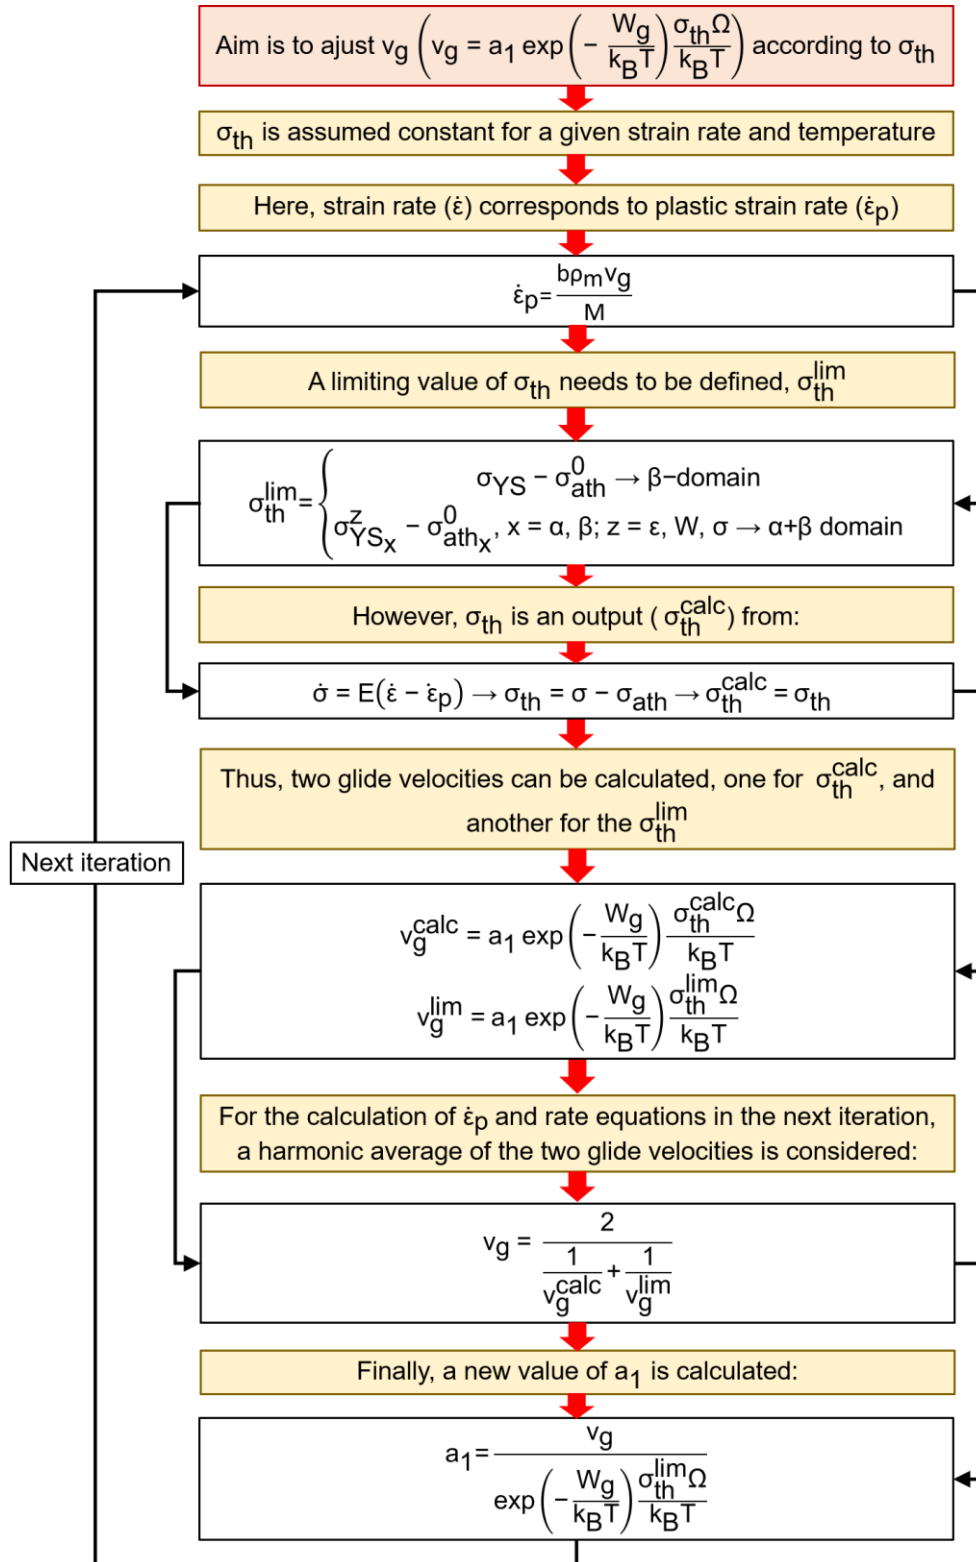 Aim is to ajust v_g (v_g = a_1 exp(− W_g / k_BT) σ_thΩ / k_BT) according to σ_th
σ_th is assumed constant for a given strain rate and temperature
Here, strain rate (ε̇) corresponds to plastic strain rate (ε̇_p)
ε̇_p = bρ_mv_g / M
A limiting value of σ_th needs to be defined, σ_th^lim
σ_th^lim = { σ_YS − σ_ath^0 → β−domain
σ_YS_x^z − σ_ath_x^0, x = α, β; z = ε, W, σ → α+β domain
However, σ_th is an output ( σ_th^calc) from:
σ̇ = E(ε̇ − ε̇_p) → σ_th = σ − σ_ath → σ_th^calc = σ_th
Thus, two glide velocities can be calculated, one for σ_th^calc, and
another for the σ_th^lim
Next iteration
v_g^calc = a_1 exp(− W_g / k_BT) σ_th^calcΩ / k_BT
v_g^lim = a_1 exp(− W_g / k_BT) σ_th^limΩ / k_BT
For the calculation of ε̇_p and rate equations in the next iteration,
a harmonic average of the two glide velocities is considered:
v_g = 2 / (1 / v_g^calc + 1 / v_g^lim)
Finally, a new value of a_1 is calculated:
a_1 = v_g / (exp(− W_g / k_BT) σ_th^limΩ / k_BT)